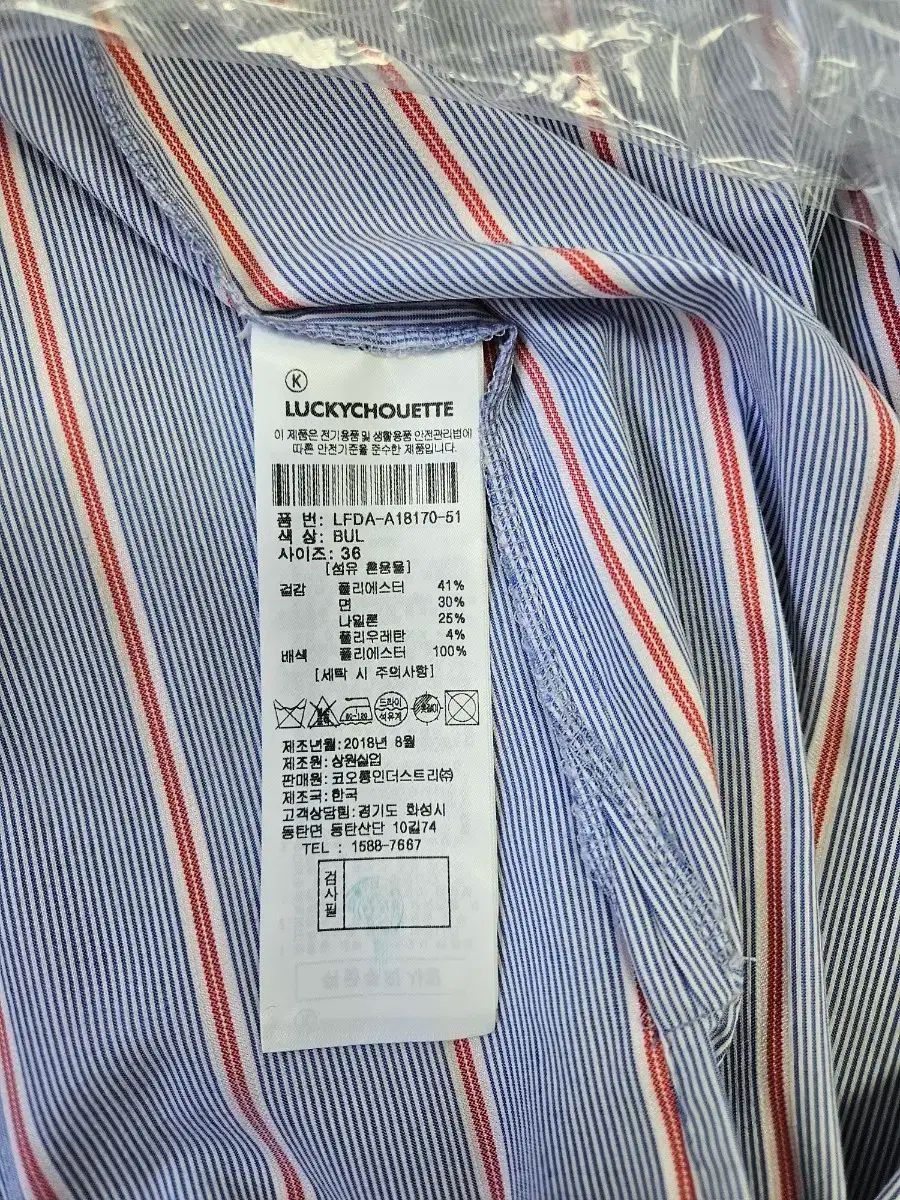 K
LUCKYCHOUETTE
이 제품은 전기용품 및 생활용품 안전관리법에
따른 안전기준을 준수한 제품입니다.
품 번: LFDA-A18170-51
색 상: BUL
사이즈: 36
[섬유 혼용률]
겉감 폴리에스터 41%
면 30%
나일론 25%
폴리우레탄 4%
배색 폴리에스터 100%
[세탁 시 주의사항]
드라이
석유계
제조년월: 2018년 8월
제조원: 상원실업
판매원: 코오롱인더스트리㈜
제조국: 한국
고객상담팀: 경기도 화성시
동탄면 동탄산단 10길74
TEL : 1588-7667
검사필